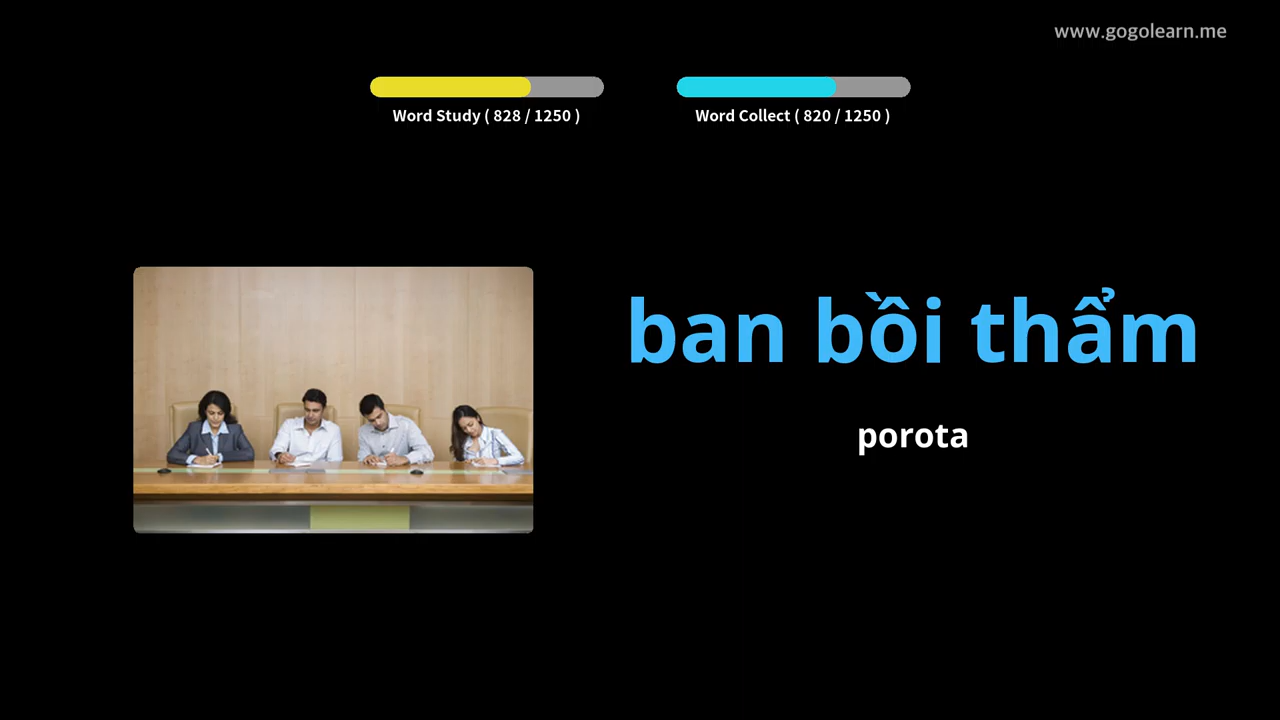 www.gogolearn.me
Word Study ( 828 / 1250 )
Word Collect ( 820 / 1250 )
ban bồi thẩm
porota